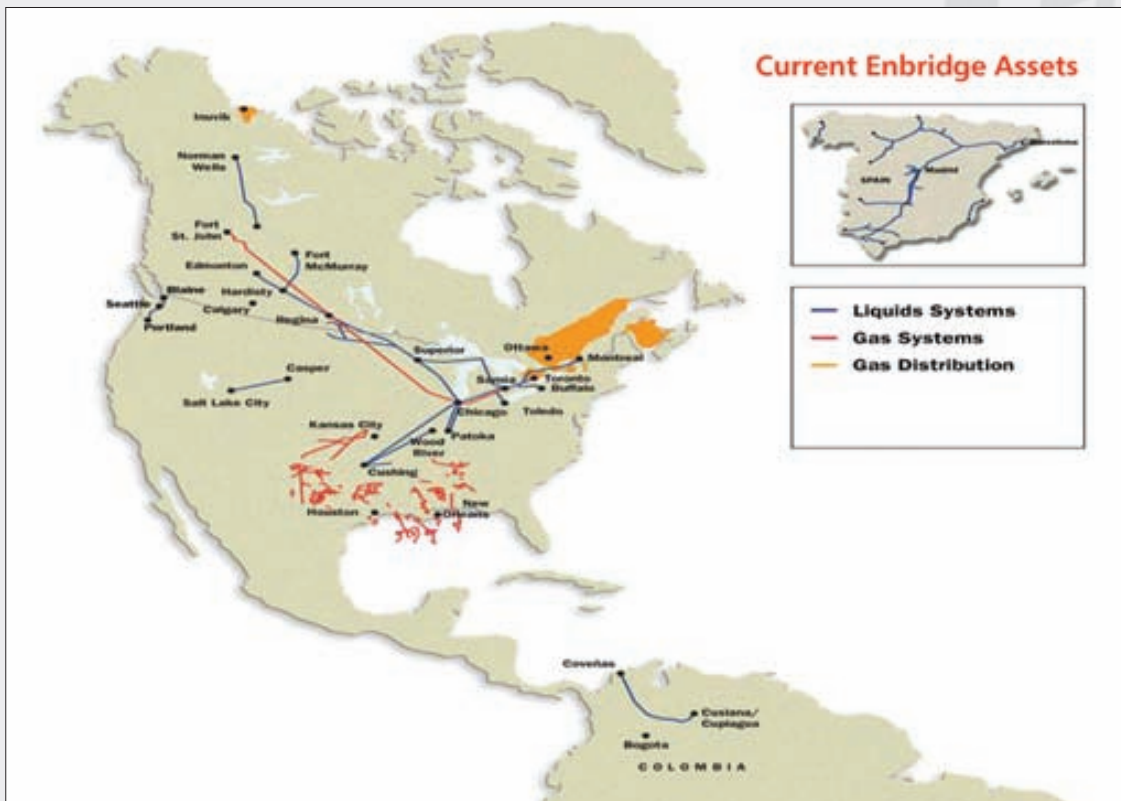 Current Enbridge Assets
Barcelona
Madrid
SPAIN
Liquids Systems
Gas Systems
Gas Distribution
Inuvik
Norman
Wells
Fort
St. John
Fort
McMurray
Edmonton
Hardisty
Blaine
Seattle
Calgary
Regina
Portland
Superior
Ottawa
Montreal
Casper
Sarnia
Toronto
Buffalo
Salt Lake City
Chicago
Toledo
Kansas City
Wood
River
Patoka
Cushing
New
Orleans
Houston
Coveñas
Cusiana/
Cupiagua
Bogota
COLOMBIA